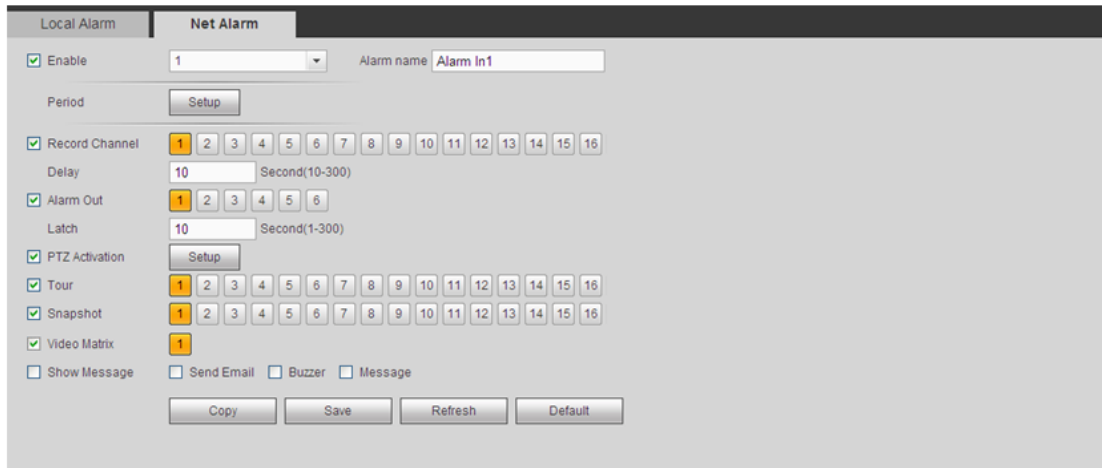 Local Alarm Net Alarm
Enable 1 Alarm name Alarm In1
Period Setup
Record Channel 1 2 3 4 5 6 7 8 9 10 11 12 13 14 15 16
Delay 10 Second(10-300)
Alarm Out 1 2 3 4 5 6
Latch 10 Second(1-300)
PTZ Activation Setup
Tour 1 2 3 4 5 6 7 8 9 10 11 12 13 14 15 16
Snapshot 1 2 3 4 5 6 7 8 9 10 11 12 13 14 15 16
Video Matrix 1
Show Message Send Email Buzzer Message
Copy Save Refresh Default